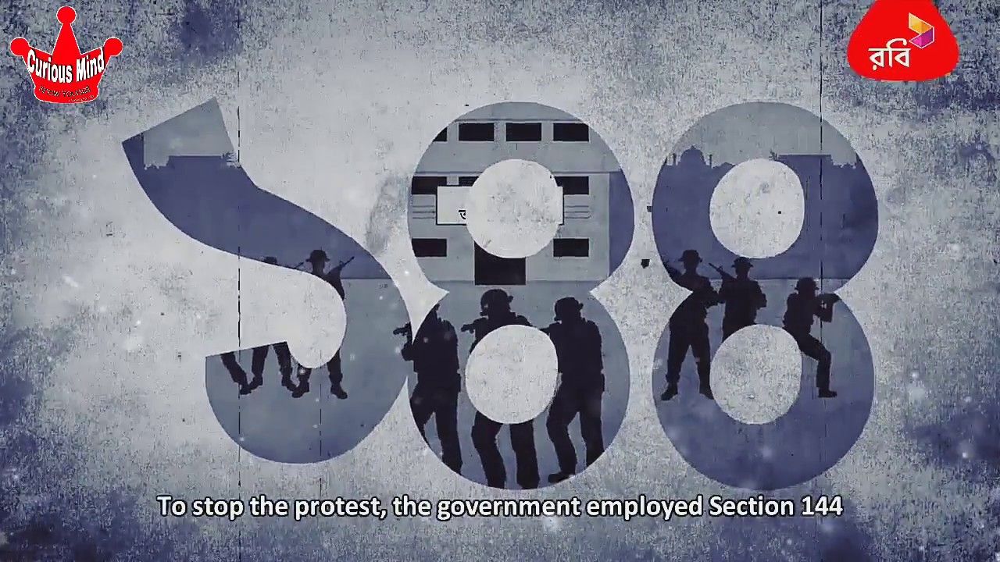 Curious Mind
রবি
১৪৪
To stop the protest, the government employed Section 144